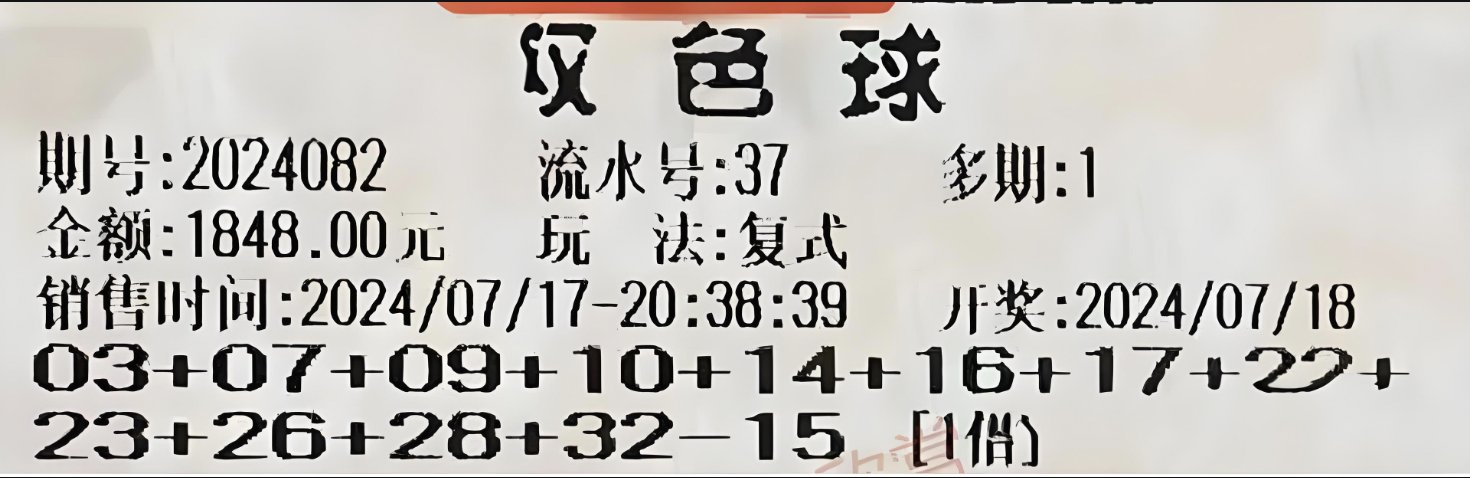 双色球
期号:2024082 流水号:37 多期:1
金额:1848.00元 玩 法:复式
销售时间:2024/07/17-20:38:39 开奖:2024/07/18
03+07+09+10+14+16+17+22+
23+26+28+32-15 [1倍]